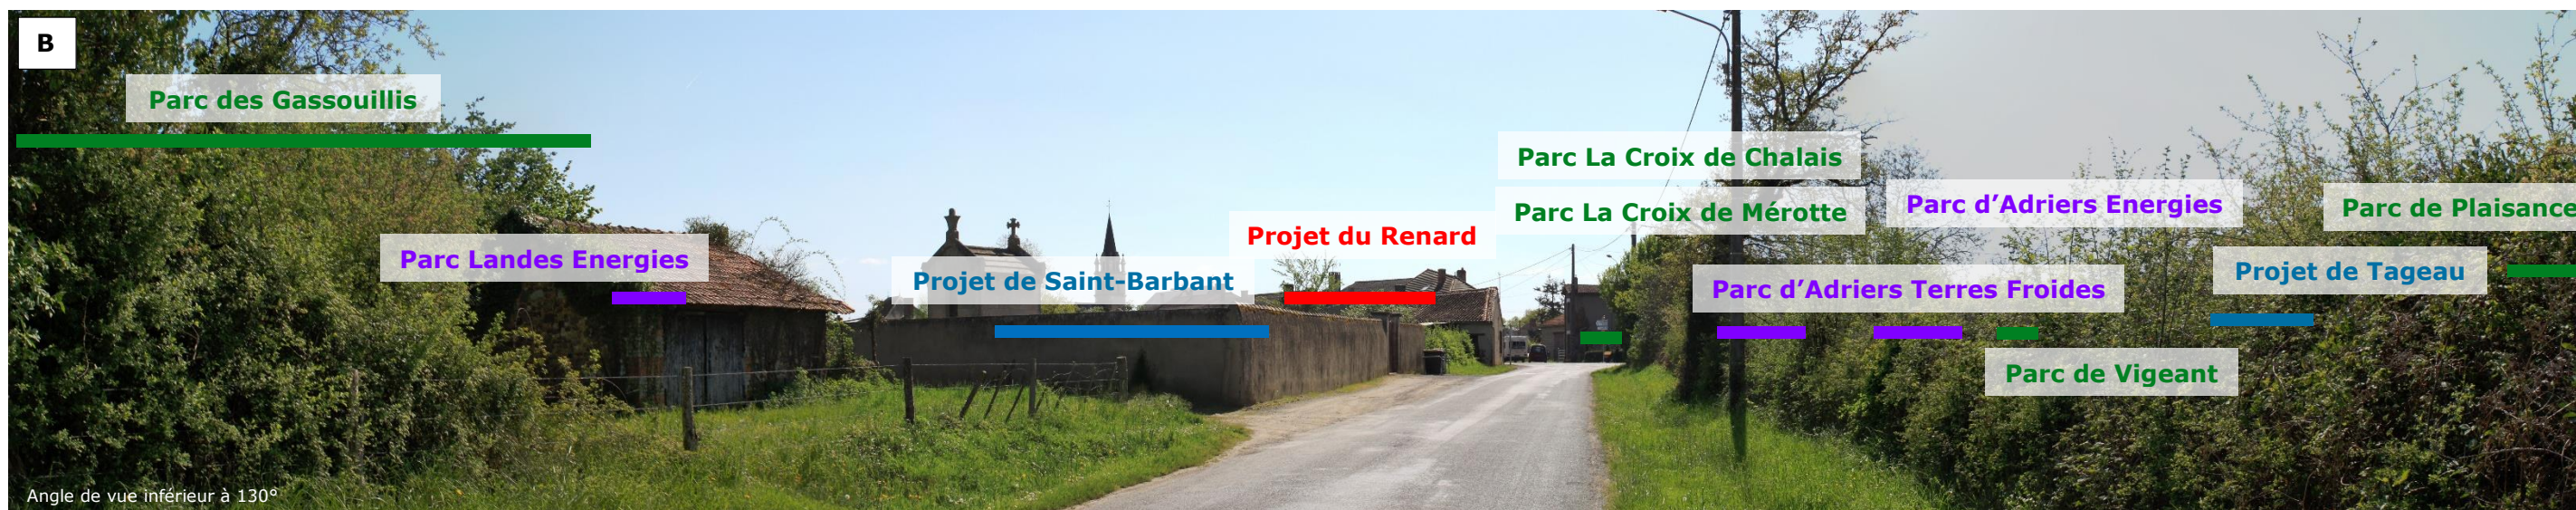 B
Parc des Gassouillis
Parc La Croix de Chalais
Parc La Croix de Mérotte
Parc d’Adriers Energies
Parc de Plaisance
Projet du Renard
Parc Landes Energies
Projet de Saint-Barbant
Projet de Tageau
Parc d’Adriers Terres Froides
Parc de Vigeant
Angle de vue inférieur à 130°